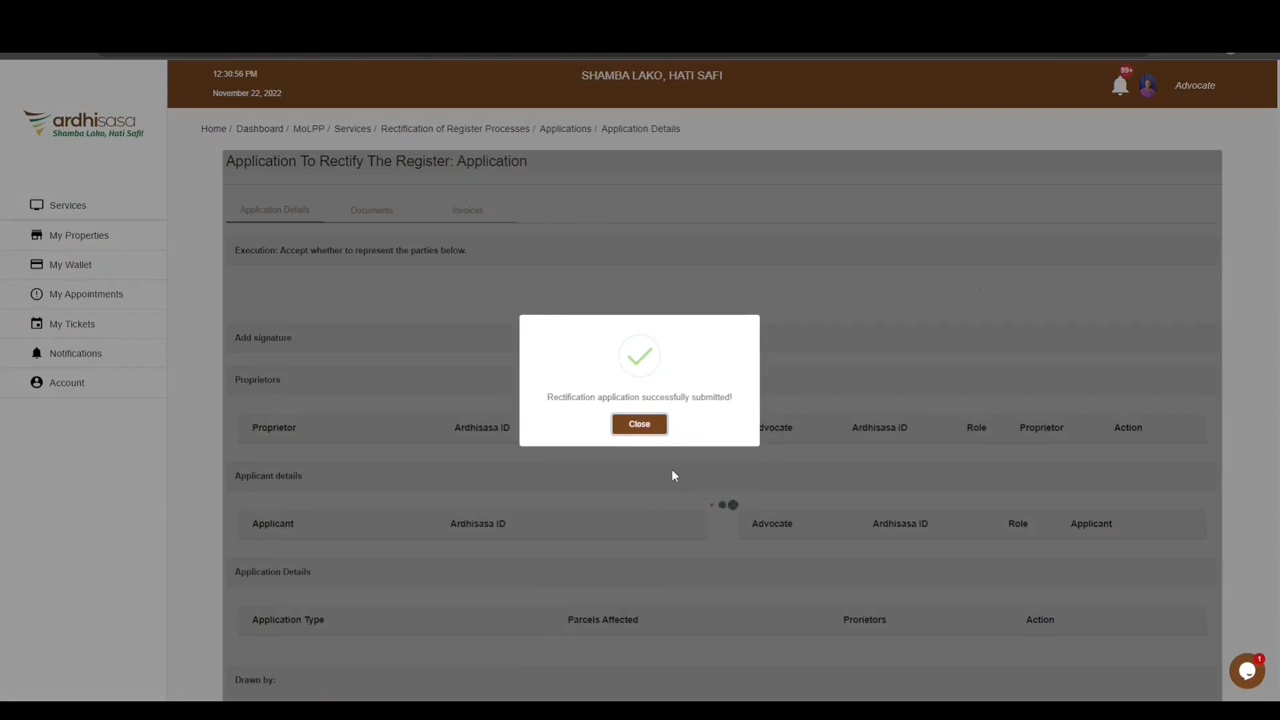 12:30:56 PM
November 22, 2022
SHAMBA LAKO, HATI SAFI
99+
Advocate
ardhisasa
Shamba Lako, Hati Safi!
Home / Dashboard / MoLPP / Services / Rectification of Register Processes / Applications / Application Details
Services
My Properties
My Wallet
My Appointments
My Tickets
Notifications
Account
Application To Rectify The Register: Application
Application Details Documents Invoices
Execution: Accept whether to represent the parties below.
Rectification application successfully submitted!
Close
Add signature
Proprietors
Proprietor Ardhisasa ID dvocate Ardhisasa ID Role Proprietor Action
Applicant details
Applicant Ardhisasa ID Advocate Ardhisasa ID Role Applicant
Application Details
Application Type Parcels Affected Prorietors Action
Drawn by:
1